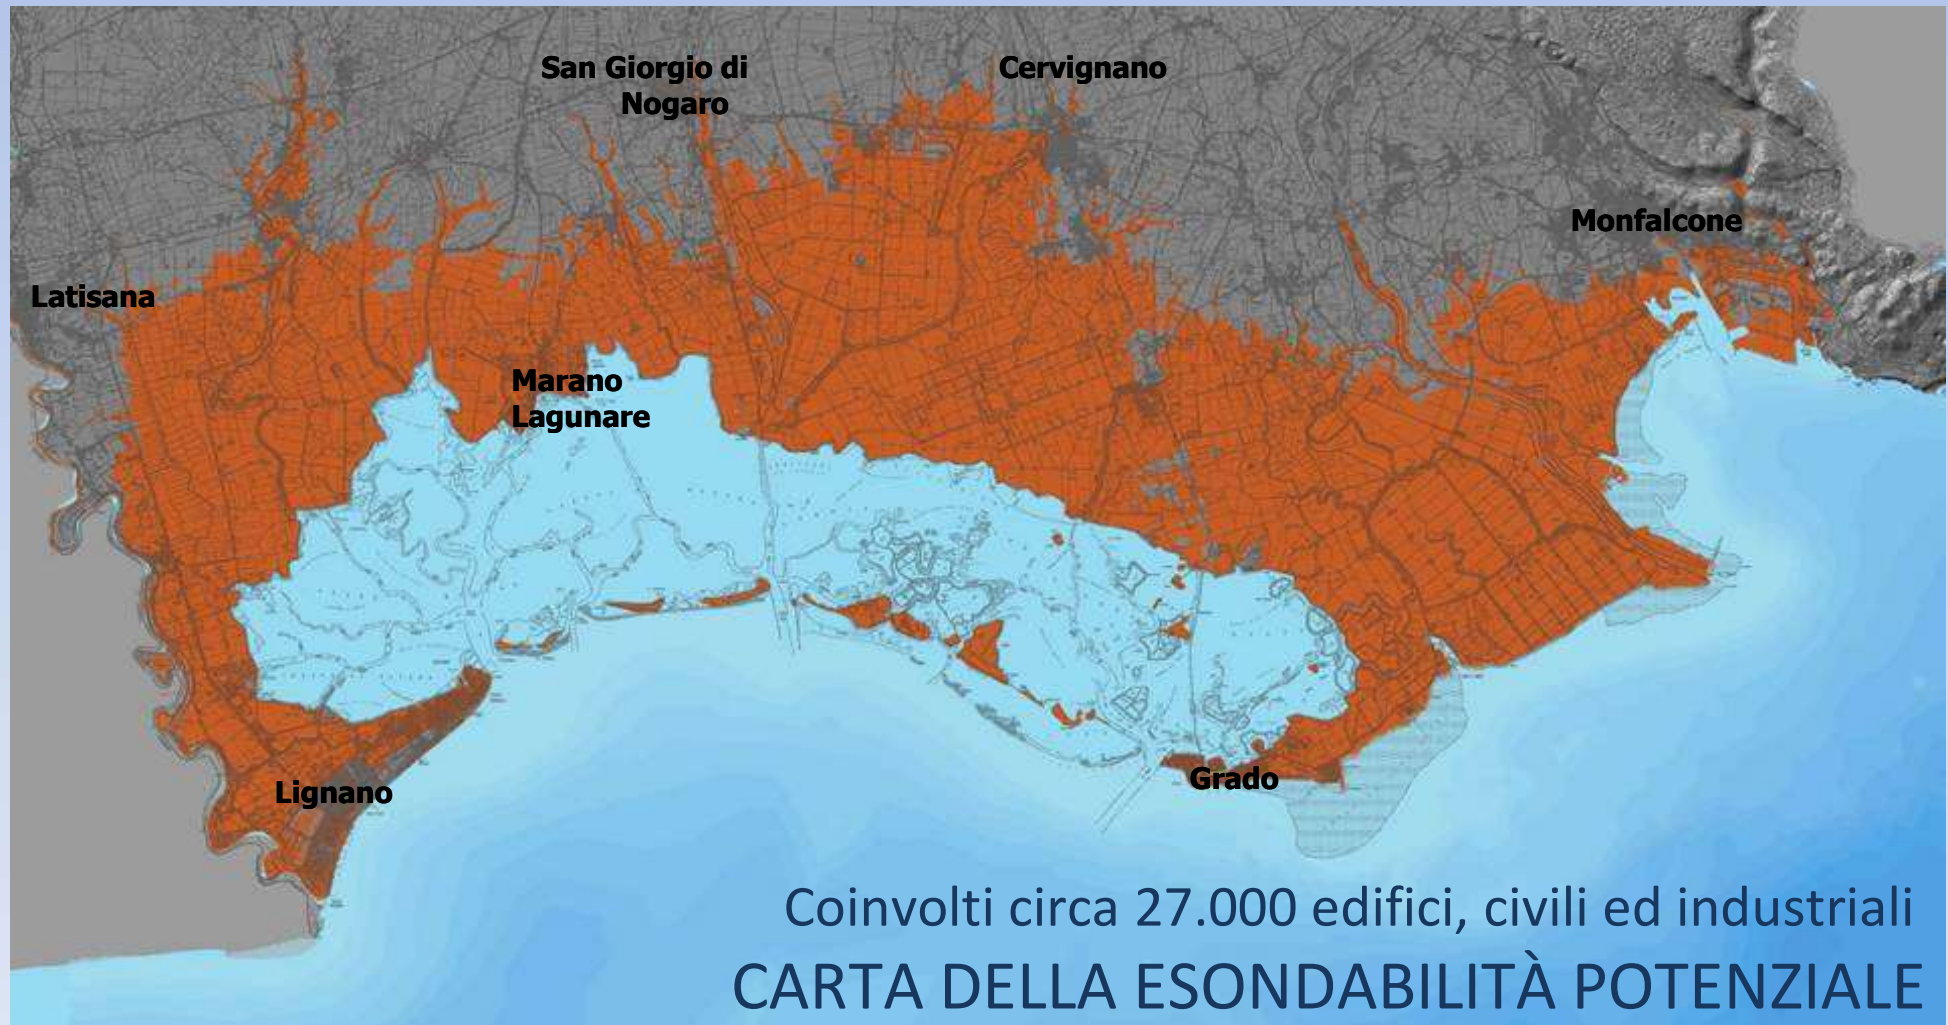 San Giorgio di
Nogaro
Cervignano
Monfalcone
Latisana
Marano
Lagunare
Lignano
Grado
Coinvolti circa 27.000 edifici, civili ed industriali
CARTA DELLA ESONDABILITÀ POTENZIALE